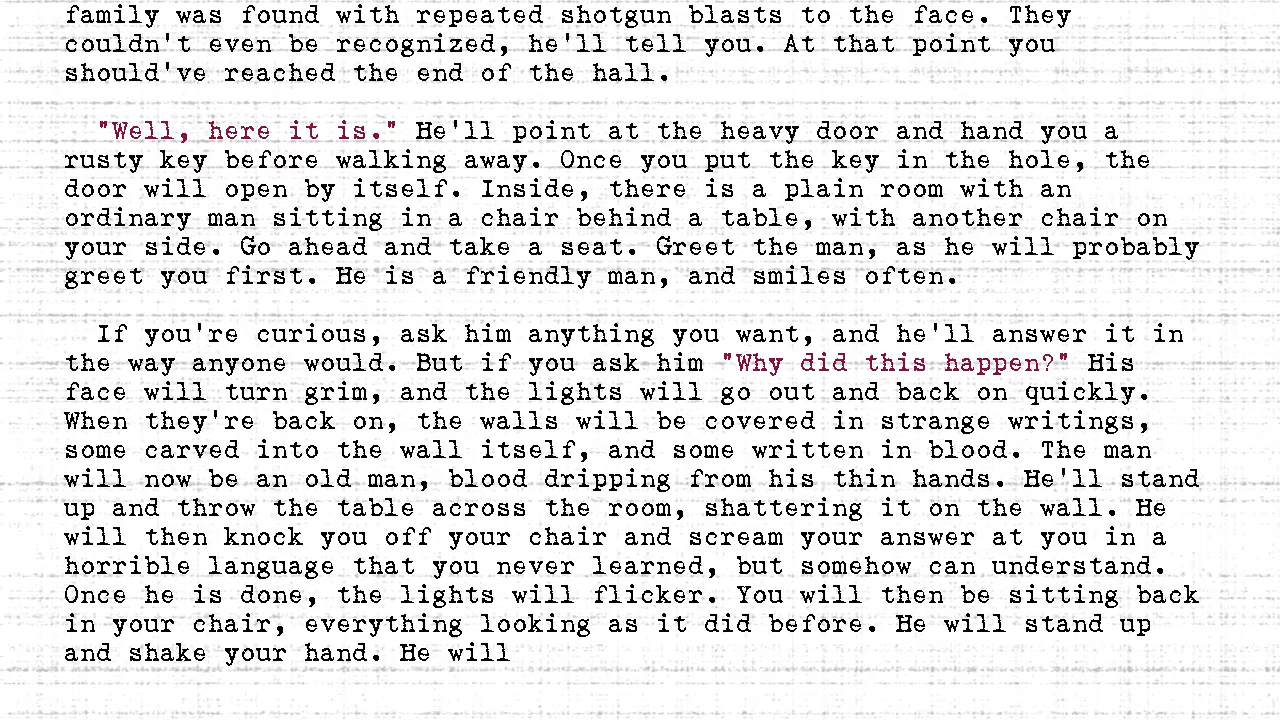 family was found with repeated shotgun blasts to the face. They
couldn't even be recognized, he'll tell you. At that point you
should've reached the end of the hall.
"Well, here it is." He'll point at the heavy door and hand you a
rusty key before walking away. Once you put the key in the hole, the
door will open by itself. Inside, there is a plain room with an
ordinary man sitting in a chair behind a table, with another chair on
your side. Go ahead and take a seat. Greet the man, as he will probably
greet you first. He is a friendly man, and smiles often.
If you're curious, ask him anything you want, and he'll answer it in
the way anyone would. But if you ask him "Why did this happen?" His
face will turn grim, and the lights will go out and back on quickly.
When they're back on, the walls will be covered in strange writings,
some carved into the wall itself, and some written in blood. The man
will now be an old man, blood dripping from his thin hands. He'll stand
up and throw the table across the room, shattering it on the wall. He
will then knock you off your chair and scream your answer at you in a
horrible language that you never learned, but somehow can understand.
Once he is done, the lights will flicker. You will then be sitting back
in your chair, everything looking as it did before. He will stand up
and shake your hand. He will